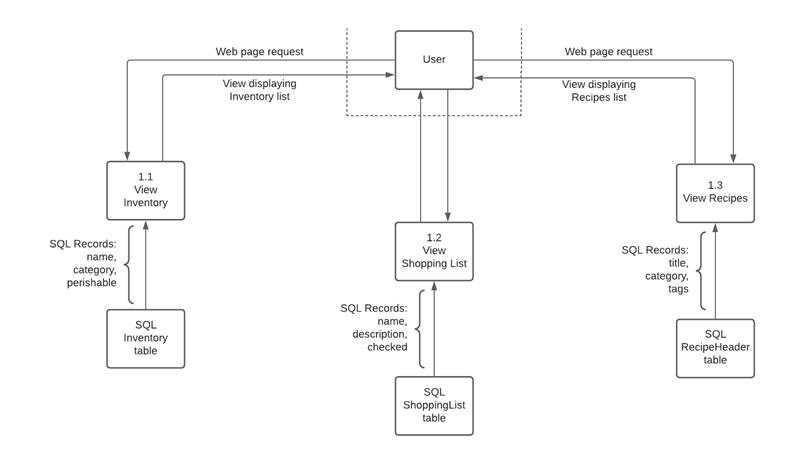 User
Web page request
Web page request
View displaying
Inventory list
View displaying
Recipes list
1.1
View
Inventory
1.3
View Recipes
1.2
View
Shopping List
SQL Records:
name,
category,
perishable
SQL Records:
title,
category,
tags
SQL Records:
name,
description,
checked
SQL
Inventory
table
SQL
RecipeHeader
table
SQL
ShoppingList
table